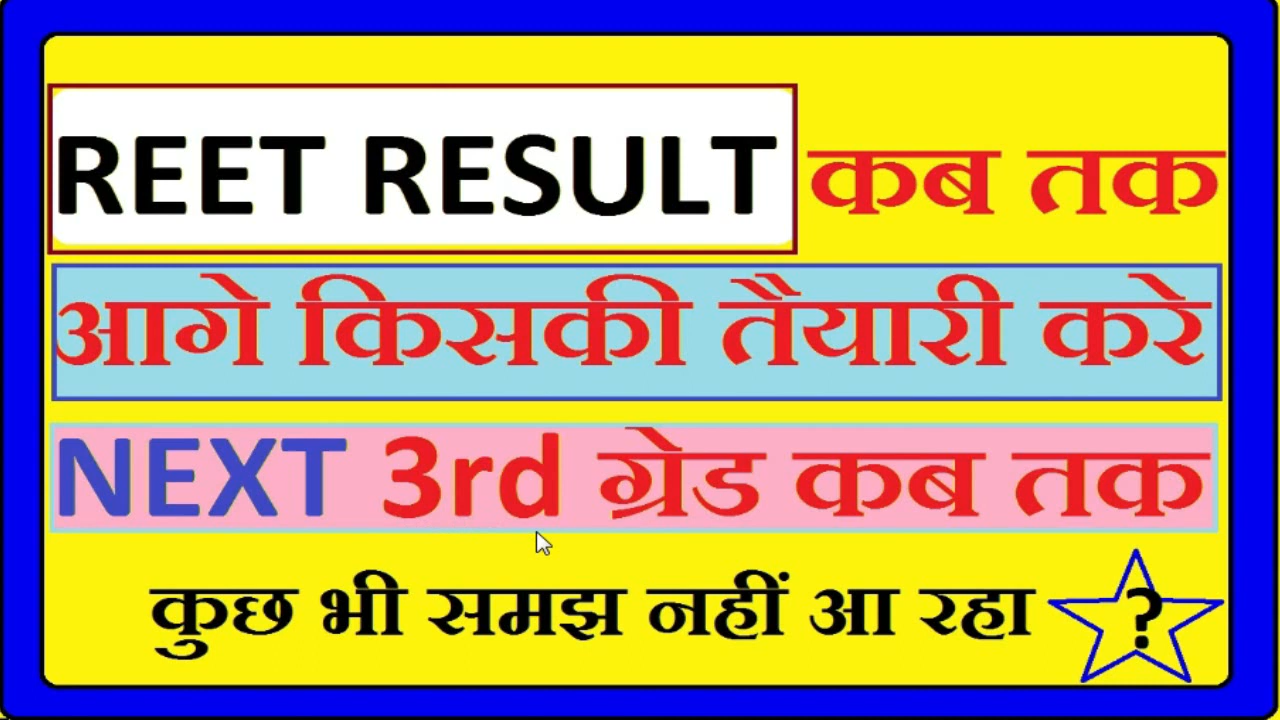 REET RESULT कब तक
आगे किसकी तैयारी करे
NEXT 3rd ग्रेड कब तक
कुछ भी समझ नहीं आ रहा ?